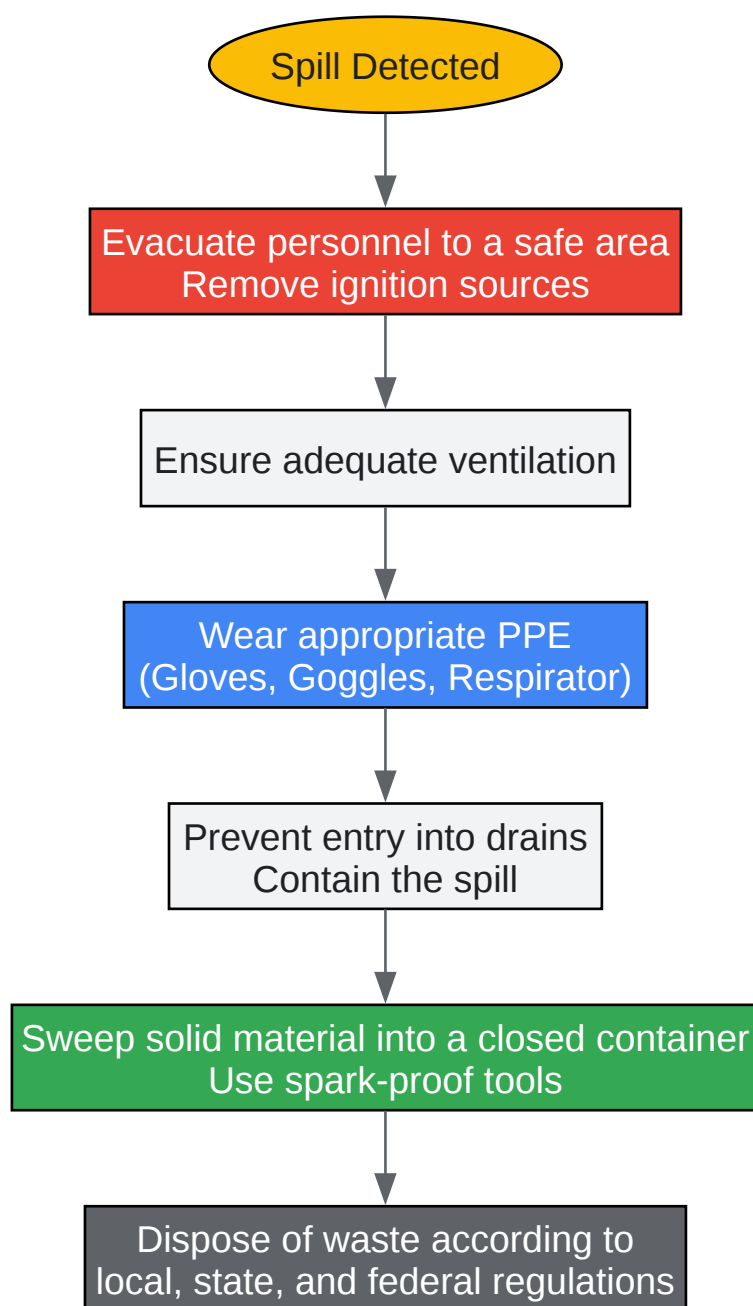 Spill Detected
Evacuate personnel to a safe area
Remove ignition sources
Ensure adequate ventilation
Wear appropriate PPE
(Gloves, Goggles, Respirator)
Prevent entry into drains
Contain the spill
Sweep solid material into a closed container
Use spark-proof tools
Dispose of waste according to
local, state, and federal regulations